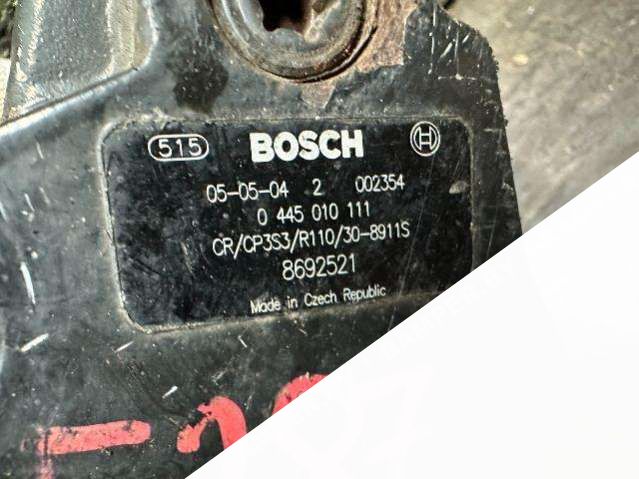 515 BOSCH
05-05-04 2 002354
0 445 010 111
CR/CP3S3/R110/30-8911S
8692521
Made in Czech Republic